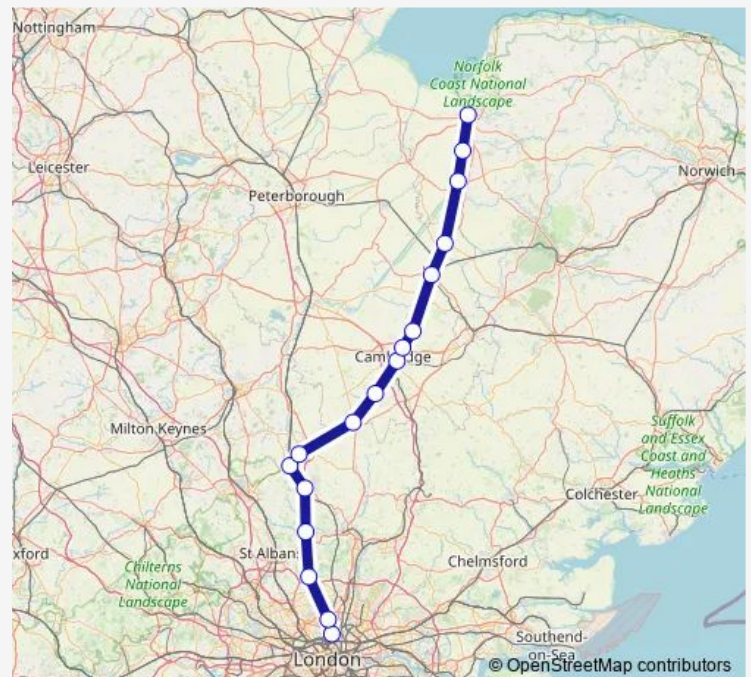 Nottingham
Norfolk
Coast National
Landscape
Leicester
Norwich
Peterborough
Cambridge
Milton Keynes
Suffolk
and Essex
Coast and
Heaths
National
Landscape
Colchester
xford
St Alban
Chelmsford
Chilterns
National
Landscape
Southend-
on-Sea
London
© OpenStreetMap contributors